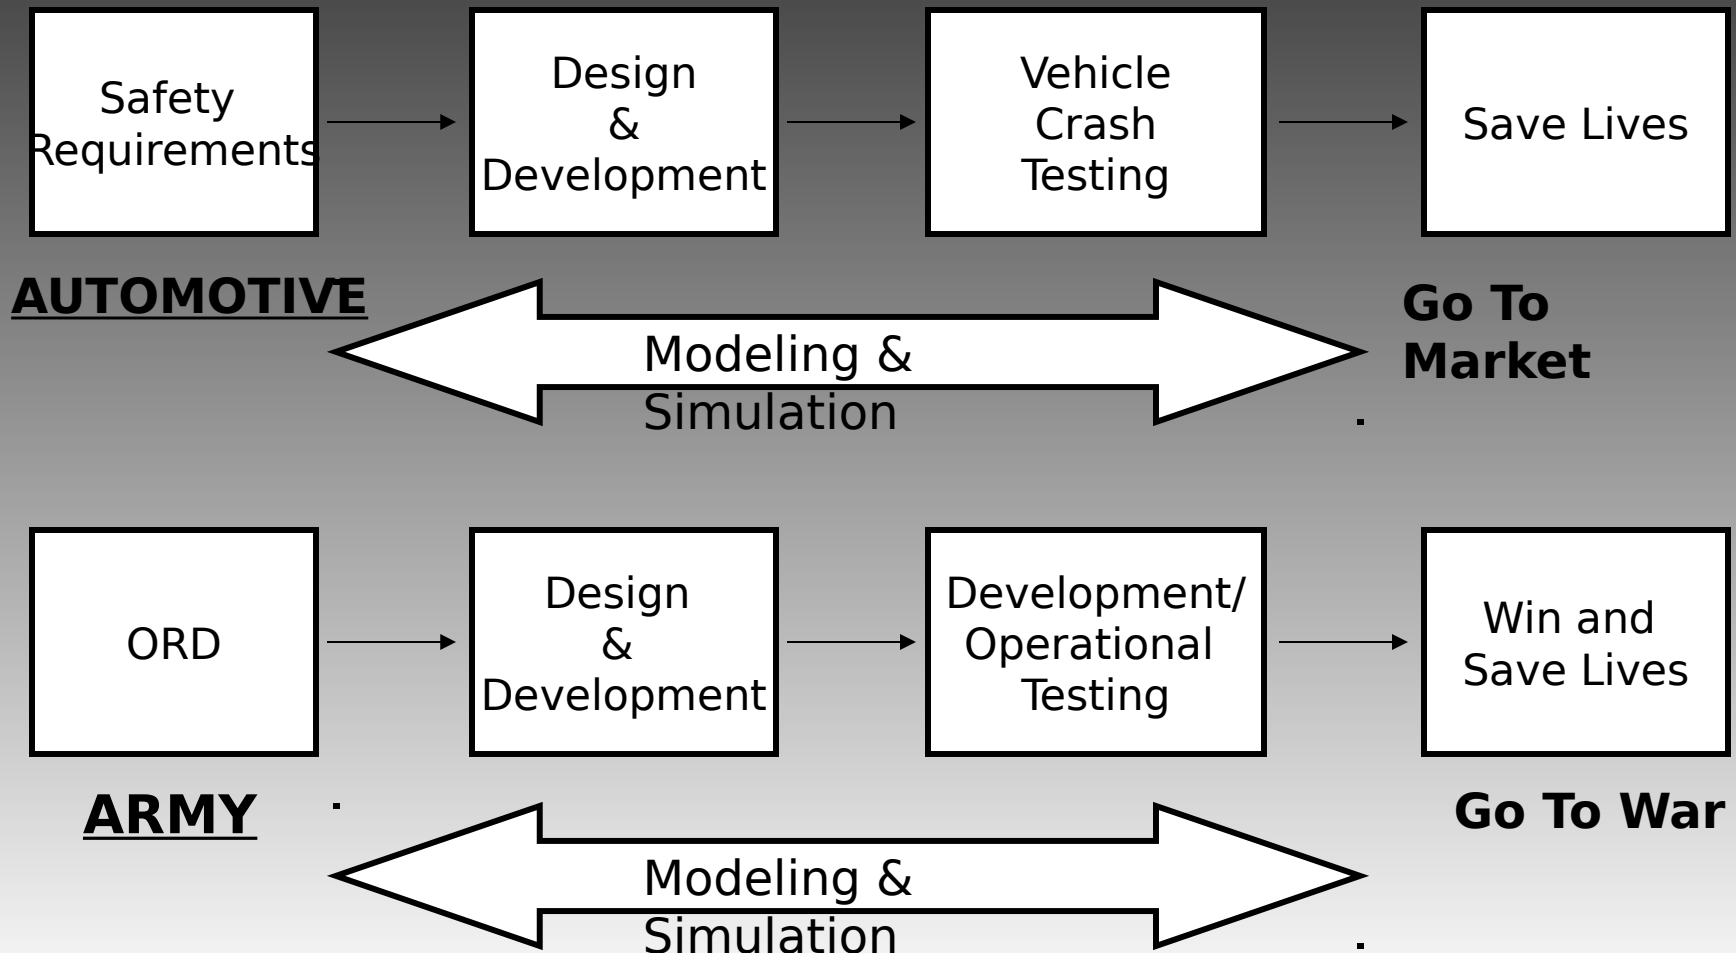 Safety
Requirements
Design
&
Development
Vehicle
Crash
Testing
Save Lives
AUTOMOTIVE
Modeling &
Simulation
Go To
Market
ORD
Design
&
Development
Development/
Operational
Testing
Win and
Save Lives
ARMY
Modeling &
Simulation
Go To War